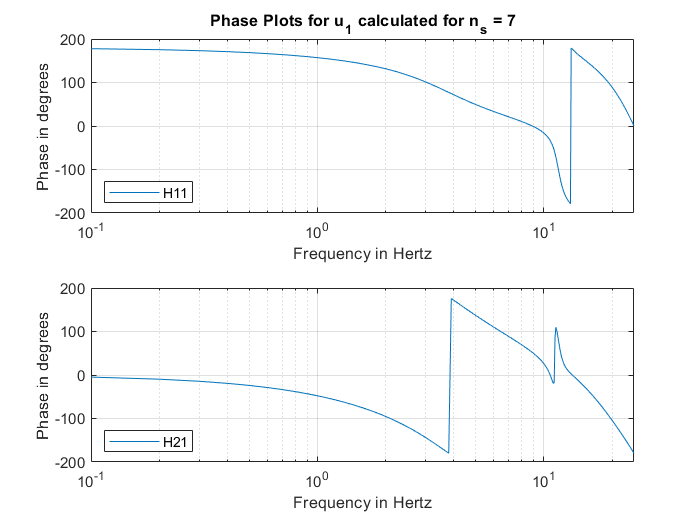 Phase Plots for u₁ calculated for nₛ = 7
Phase in degrees
200
100
0
-100
-200
H11
10⁻¹
10⁰
10¹
Frequency in Hertz
Phase in degrees
200
100
0
-100
-200
H21
10⁻¹
10⁰
10¹
Frequency in Hertz